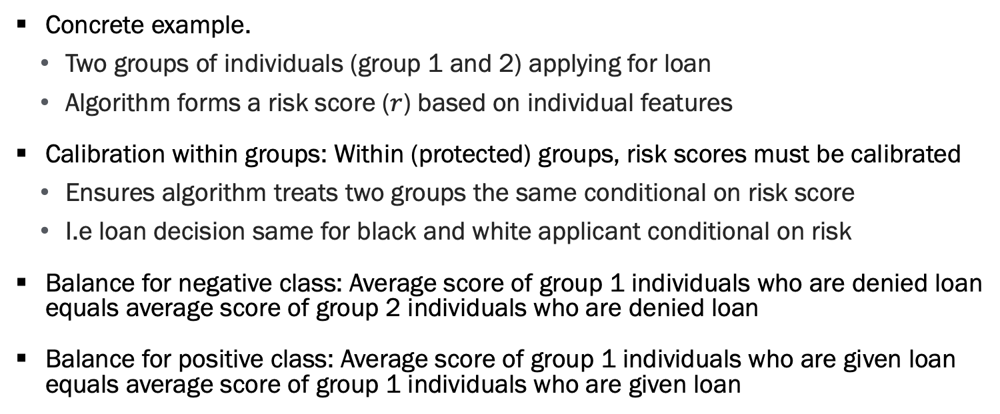 ▪ Concrete example.
• Two groups of individuals (group 1 and 2) applying for loan
• Algorithm forms a risk score (r) based on individual features
▪ Calibration within groups: Within (protected) groups, risk scores must be calibrated
• Ensures algorithm treats two groups the same conditional on risk score
• I.e loan decision same for black and white applicant conditional on risk
▪ Balance for negative class: Average score of group 1 individuals who are denied loan
equals average score of group 2 individuals who are denied loan
▪ Balance for positive class: Average score of group 1 individuals who are given loan
equals average score of group 1 individuals who are given loan